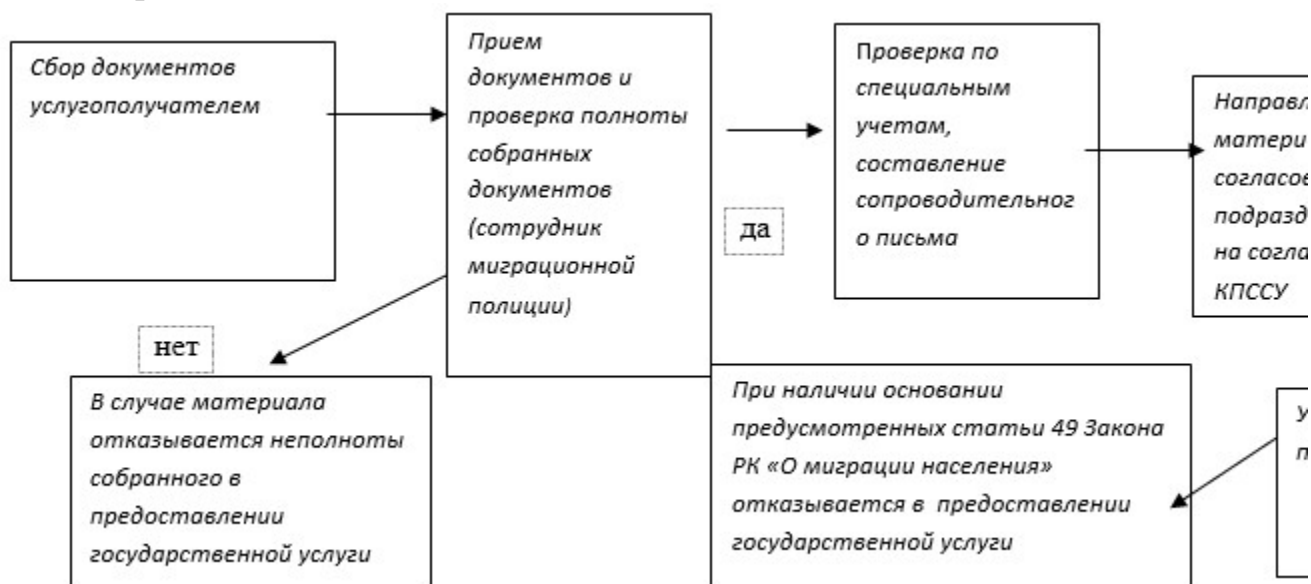 Сбор документов
услугополучателем
Прием
документов и
проверка полноты
собранных
документов
(сотрудник
миграционной
полиции)
Проверка по
специальным
учетам,
составление
сопроводительног
о письма
да
на
КПССУ
нет
В случае материала
отказывается неполноты
собранного в
предоставлении
государственной услуги
При наличии основании
предусмотренных статьи 49 Закона
РК «О миграции населения»
отказывается в предоставлении
государственной услуги